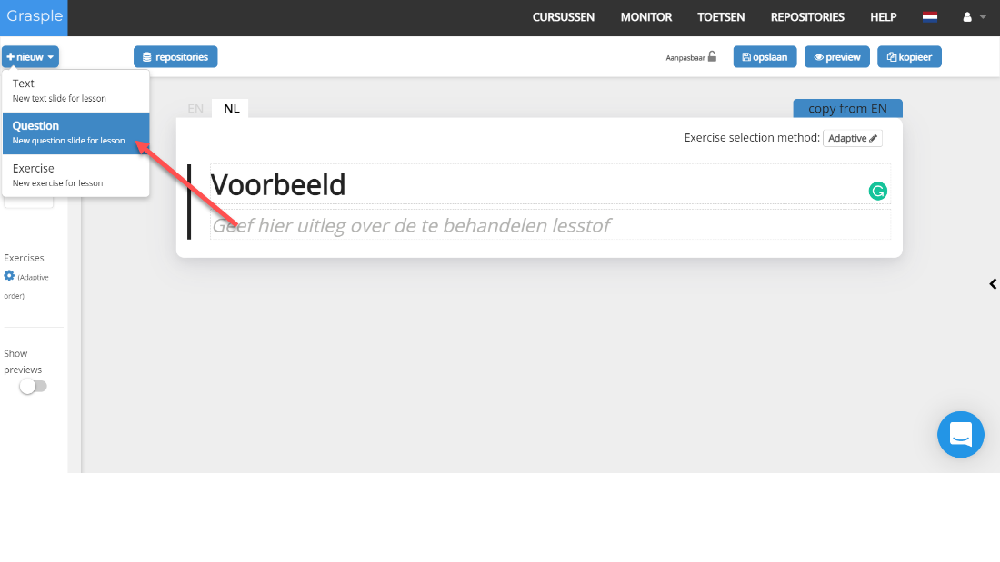 Grasple
CURSUSSEN MONITOR TOETSEN REPOSITORIES HELP
nieuw repositories Aanpasbaar opslaan preview kopieer
Text
New text slide for lesson
Question
New question slide for lesson
Exercise
New exercise for lesson
EN NL copy from EN
Exercise selection method: Adaptive
Voorbeeld
Geef hier uitleg over de te behandelen lesstof
Exercises
(Adaptive
order)
Show
previews